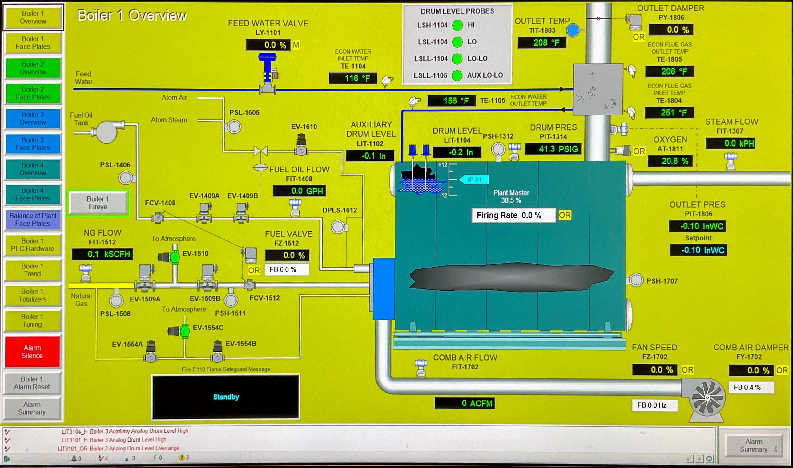 Boiler 1
Overview
Boiler 1
Face Plates
Boiler 2
Overview
Boiler 2
Face Plates
Boiler 3
Overview
Boiler 3
Face Plates
Boiler 4
Overview
Boiler 4
Face Plates
Balance of Plant
Face Plates
Boiler 1
PLC Hardware
Boiler 1
Trend
Boiler 1
Totalizers
Boiler 1
Tuning
Alarm
Silence
Boiler 1
Alarm Reset
Alarm
Summary
Boiler 1 Overview
FEED WATER VALVE
LY-1101
0.0 % M
DRUM LEVEL PROBES
LSH-1104 HI
LSL-1104 LO
LSLL-1104 LO-LO
LSLL-1106 AUX LO-LO
OUTLET TEMP
TIT-1803
208 °F
OUTLET DAMPER
PY-1806
0.0 %
OR
ECON FLUE GAS
OUTLET TEMP
TE-1805
206 °F
ECON FLUE GAS
INLET TEMP
TE-1804
251 °F
ECON WATER
INLET TEMP
TE-1104
116 °F
Feed
Water
156 °F TE-1105 ECON WATER
OUTLET TEMP
Atom Air
Atom Steam
Fuel Oil
Tank
PSL-1606
EV-1610
AUXILIARY
DRUM LEVEL
LIT-1102
-0.1 In
DRUM LEVEL
LIT-1104
-0.2 In
PSH-1312
DRUM PRES
PIT-1314
41.3 PSIG
OXYGEN
AT-1811
20.8 %
OR
STEAM FLOW
FIT-1307
0.0 kPH
PSL-1406
FUEL OIL FLOW
FIT-1408
0.0 GPH
+12
-12
Plant Master
38.5 %
Firing Rate 0.0 % OR
Boiler 1
Fireye
FCV-1408
EV-1409A
EV-1409B
DPLS-1612
OUTLET PRES
PIT-1806
-0.10 InWC
Setpoint
-0.10 InWC
NG FLOW
FIT-1512
0.1 kSCFH
To Atmosphere
EV-1510
FUEL VALVE
FZ-1512
0.0 %
OR
FB 0.0 %
Natural
Gas
EV-1509A
EV-1509B
FCV-1512
PSL-1508
PSH-1511
PSH-1707
To Atmosphere
EV-1554C
EV-1554A
EV-1554B
Fire E110 Flame Safeguard Message
Standby
COMB AIR FLOW
FIT-1702
0 ACFM
FAN SPEED
FZ-1702
0.0 % OR
FB 0.0 Hz
COMB AIR DAMPER
FY-1702
0.0 % OR
FB 0.4 %
LIT3104_H Boiler 3 Auxiliary Analog Drum Level High
LIT3101_H Boiler 3 Analog Drum Level High
LIT3101_OR Boiler 3 Analog Drum Level Overrange
Alarm
Summary